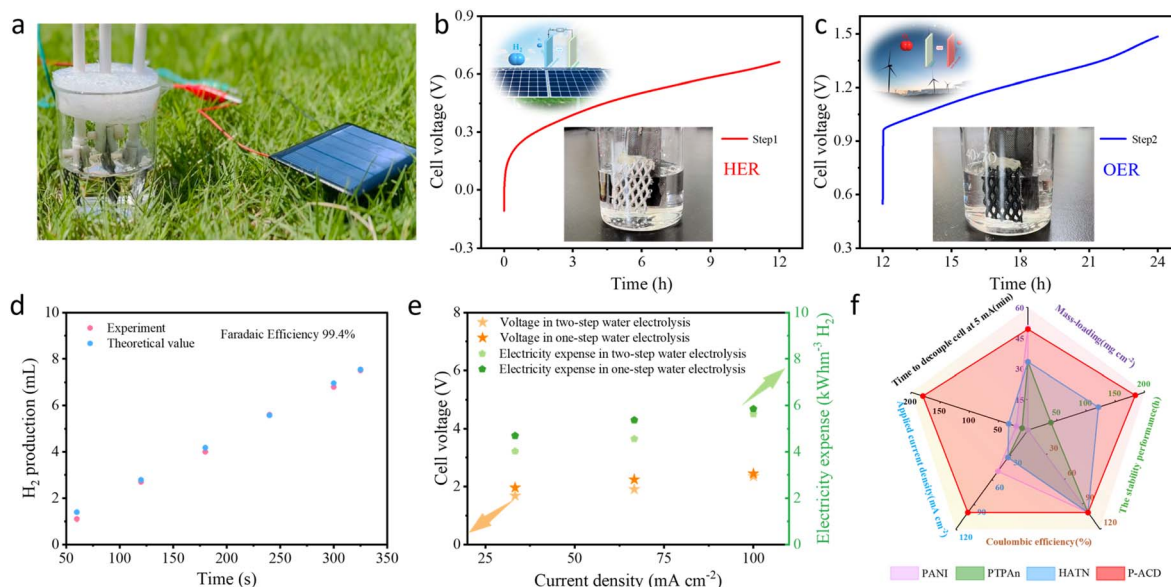 a
b
0.9
0.6
0.3
0.0
-0.3
Cell voltage (V)
H₂
Step1
HER
0
3
6
9
12
Time (h)
c
1.5
1.2
0.9
0.6
0.3
Cell voltage (V)
Step2
OER
12
15
18
21
24
Time (h)
d
10
8
6
4
2
0
H₂ production (mL)
Experiment
Theoretical value
Faradaic Efficiency 99.4%
50
100
150
200
250
300
350
Time (s)
e
8
6
4
2
0
Cell voltage (V)
Voltage in two-step water electrolysis
Voltage in one-step water electrolysis
Electricity expense in two-step water electrolysis
Electricity expense in one-step water electrolysis
25
50
75
100
Current density (mA cm⁻²)
10
8
6
4
2
0
Electricity expense (kWhm⁻³ H₂)
f
Time to decouple cell at 5 mA(min)
Mass-loading(mg cm⁻²)
The stability performance(h)
Coulombic efficiency(%)
Applied current density(mA cm⁻²)
60
45
30
15
200
150
100
50
30
60
90
120
30
60
90
120
50
100
150
200
PANI
PTPAn
HATN
P-ACD